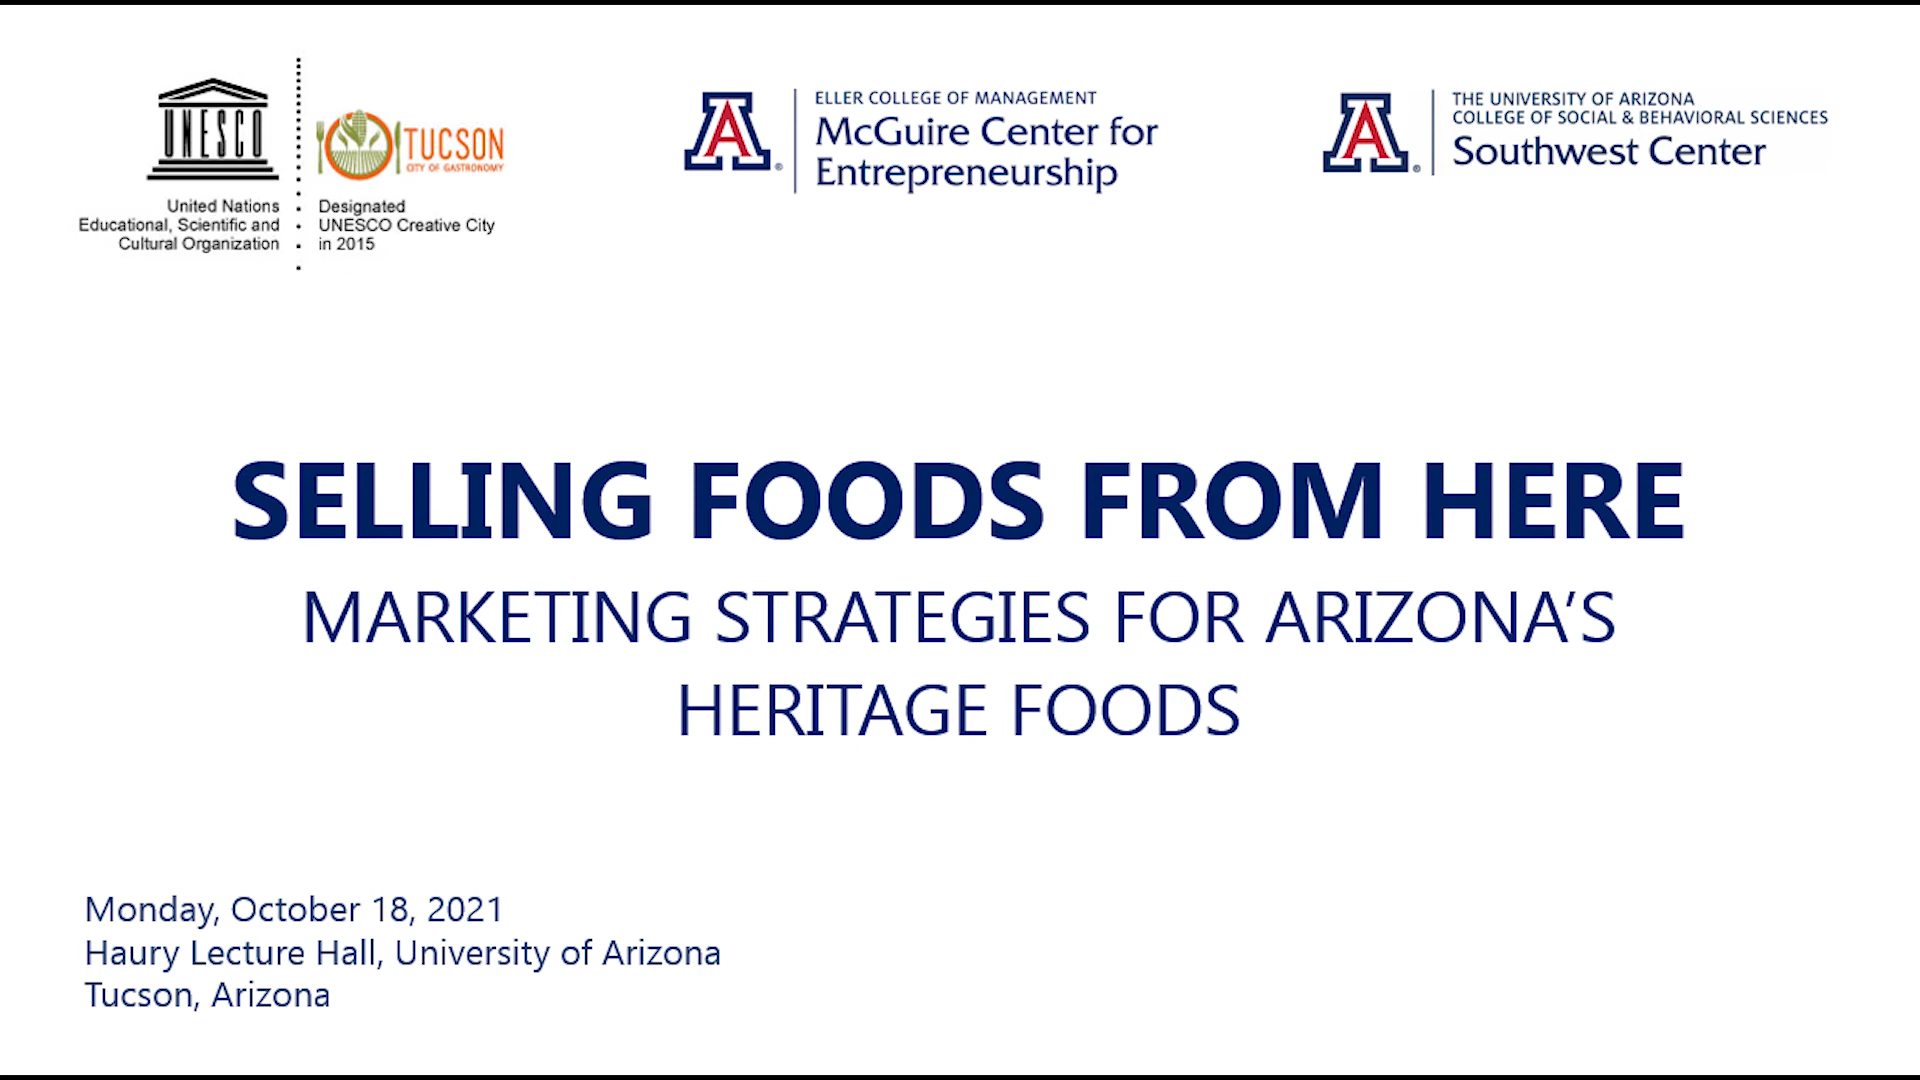 UNESCO
United Nations
Educational, Scientific and
Cultural Organization
TUCSON
CITY OF GASTRONOMY
Designated
UNESCO Creative City
in 2015
A
®
ELLER COLLEGE OF MANAGEMENT
McGuire Center for
Entrepreneurship
A
®
THE UNIVERSITY OF ARIZONA
COLLEGE OF SOCIAL & BEHAVIORAL SCIENCES
Southwest Center
SELLING FOODS FROM HERE
MARKETING STRATEGIES FOR ARIZONA’S
HERITAGE FOODS
Monday, October 18, 2021
Haury Lecture Hall, University of Arizona
Tucson, Arizona